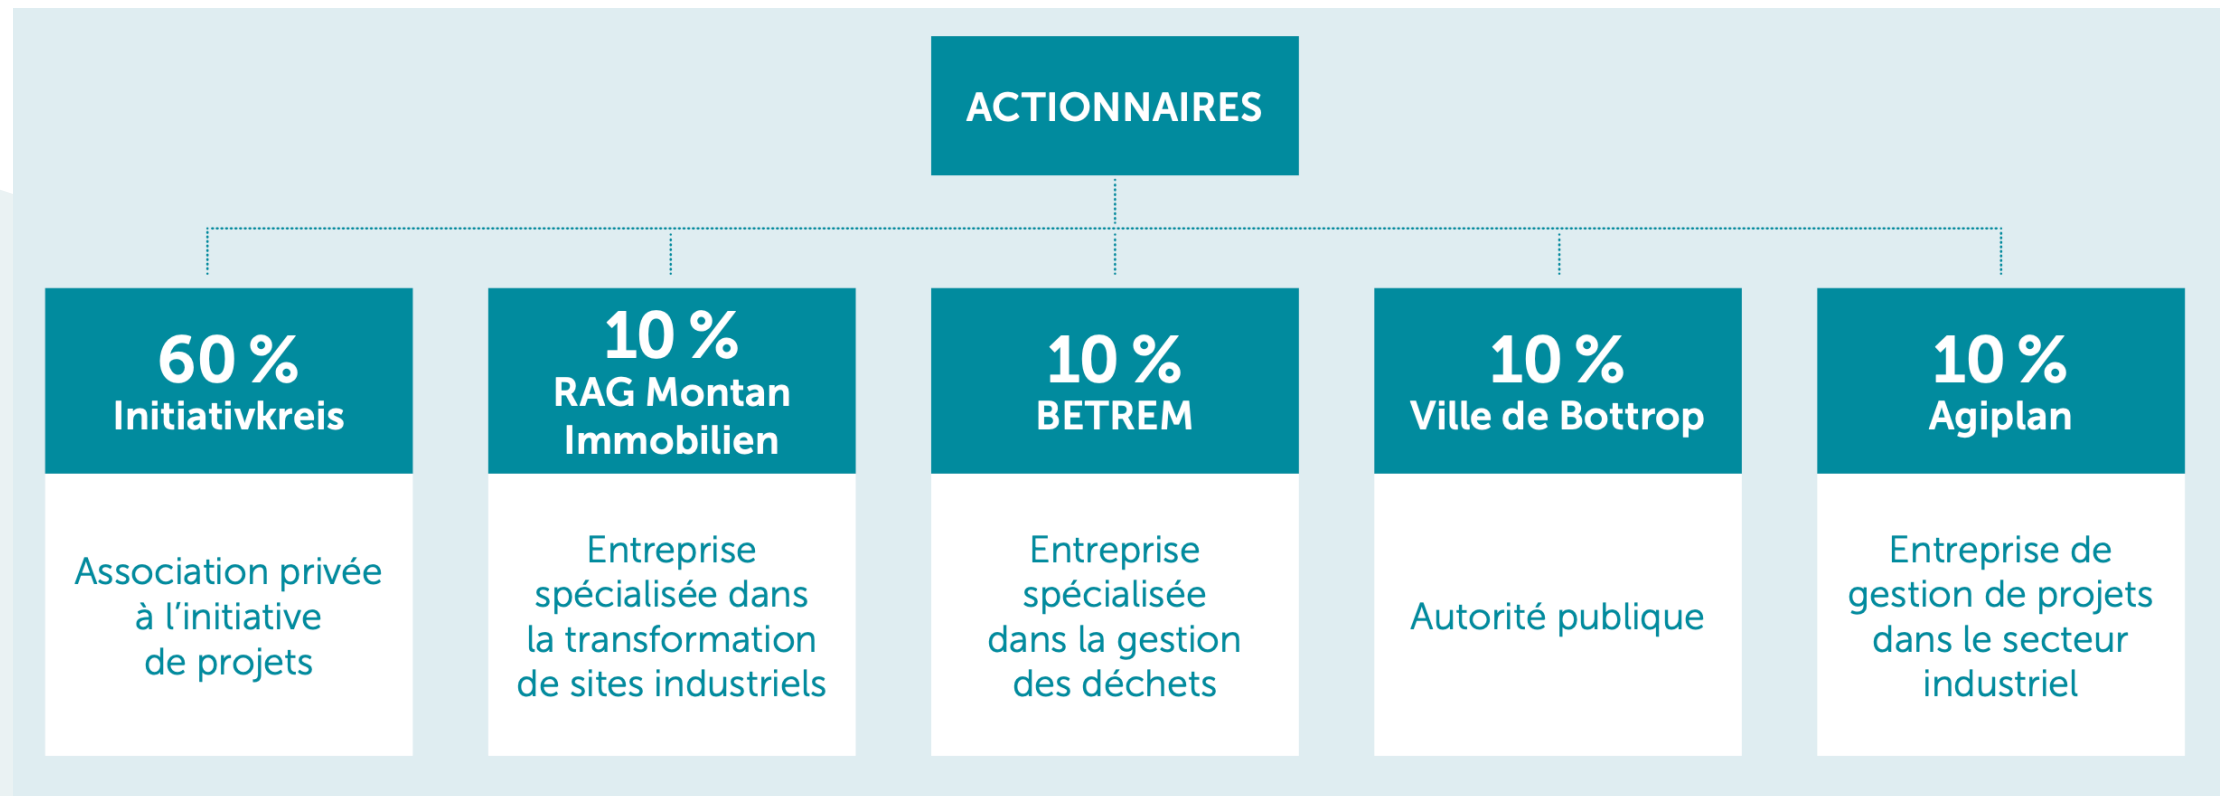 ACTIONNAIRES
60 %
Initiativkreis
Association privée
à l’initiative
de projets
10 %
RAG Montan
Immobilien
Entreprise
spécialisée dans
la transformation
de sites industriels
10 %
BETREM
Entreprise
spécialisée
dans la gestion
des déchets
10 %
Ville de Bottrop
Autorité publique
10 %
Agiplan
Entreprise de
gestion de projets
dans le secteur
industriel